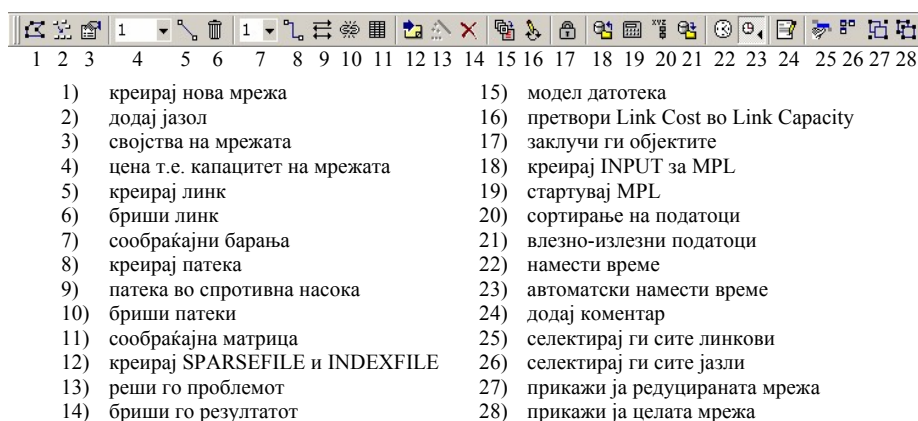 1 1
1 2 3 4 5 6 7 8 9 10 11 12 13 14 15 16 17 18 19 20 21 22 23 24 25 26 27 28
1) креирај нова мрежа
2) додај јазол
3) својства на мрежата
4) цена т.е. капацитет на мрежата
5) креирај линк
6) бриши линк
7) сообраќајни барања
8) креирај патека
9) патека во спротивна насока
10) бриши патеки
11) сообраќајна матрица
12) креирај SPARSEFILE и INDEXFILE
13) реши го проблемот
14) бриши го резултатот
15) модел датотека
16) претвори Link Cost во Link Capacity
17) заклучи ги објектите
18) креирај INPUT за MPL
19) стартувај MPL
20) сортирање на податоци
21) влезно-излезни податоци
22) намести време
23) автоматски намести време
24) додај коментар
25) селектирај ги сите линкови
26) селектирај ги сите јазли
27) прикажи ја редуцираната мрежа
28) прикажи ја целата мрежа